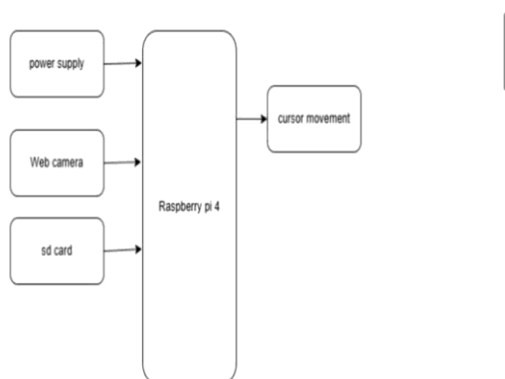 power supply
cursor movement
Web camera
Raspberry pi 4
sd card